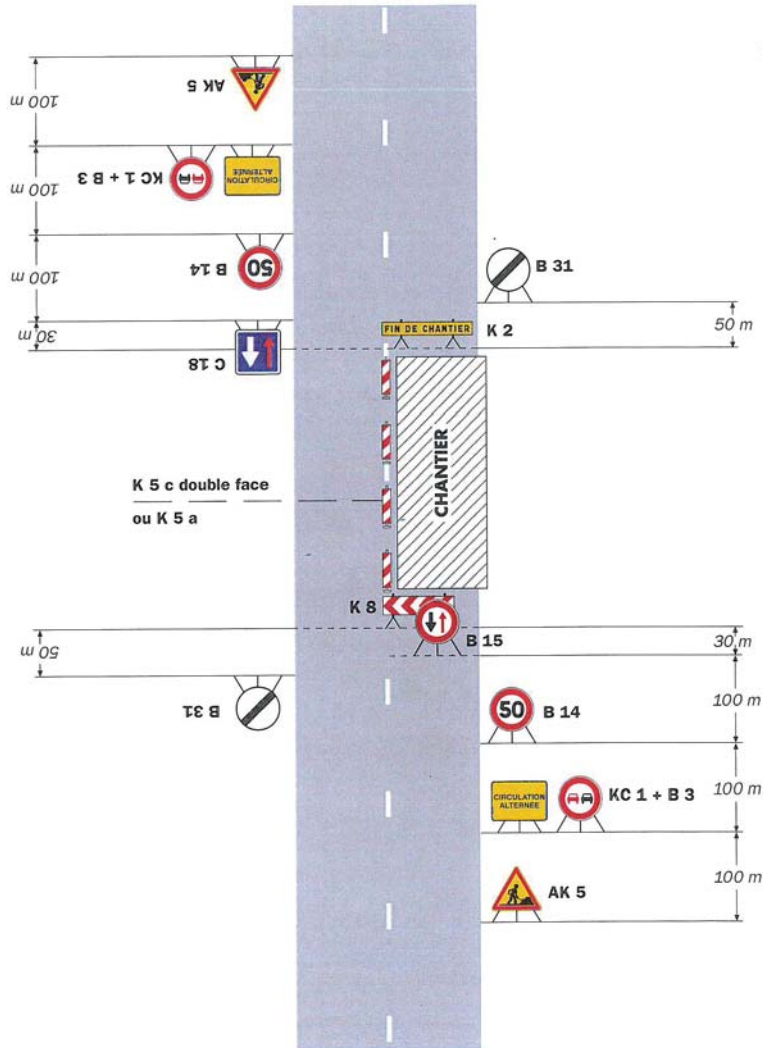 AK 5
100 m
KC 1 + B 3
CIRCULATION
ALTERNÉE
100 m
B 14
50
100 m
C 18
30 m
B 31
FIN DE CHANTIER
K 2
50 m
CHANTIER
K 5 c double face
ou K 5 a
K 8
B 15
30 m
50 m
B 31
50
B 14
100 m
CIRCULATION
ALTERNÉE
KC 1 + B 3
100 m
AK 5
100 m